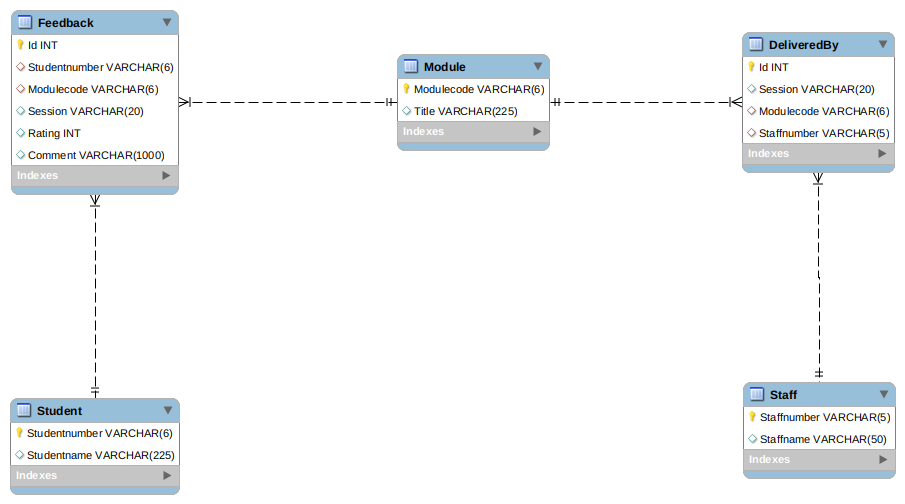 Feedback
Id INT
Studentnumber VARCHAR(6)
Modulecode VARCHAR(6)
Session VARCHAR(20)
Rating INT
Comment VARCHAR(1000)
Indexes
Module
Modulecode VARCHAR(6)
Title VARCHAR(225)
Indexes
DeliveredBy
Id INT
Session VARCHAR(20)
Modulecode VARCHAR(6)
Staffnumber VARCHAR(5)
Indexes
Student
Studentnumber VARCHAR(6)
Studentname VARCHAR(225)
Indexes
Staff
Staffnumber VARCHAR(5)
Staffname VARCHAR(50)
Indexes